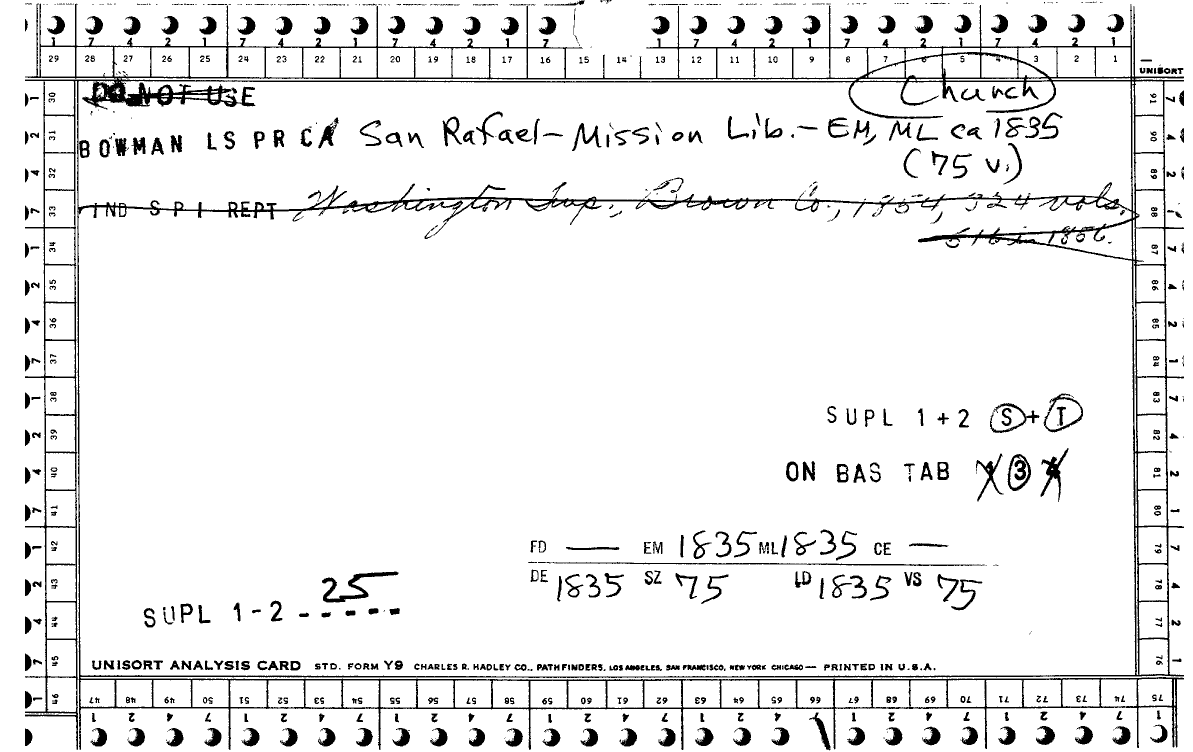 1 7 4 2 1 7 4 2 1 7 4 2 1 7 1 7 4 2 1 7 4 2 1 7 4 2 1
29 28 27 26 25 24 23 22 21 20 19 18 17 16 15 14 13 12 11 10 9 8 7 6 5 4 3 2 1
UNISORT
DO NOT USE
Church
BOWMAN LS PR CA San Rafael - Mission Lib. - EM, ML ca 1835
(75 v.)
IND S P I REPT Washington Twp., Brown Co., 1854, 324 vols.
516 in 1856.
SUPL 1 + 2 S + T
ON BAS TAB 3
FD — EM 1835 ML 1835 CE —
DE 1835 SZ 75 LD 1835 VS 75
25
SUPL 1 - 2 - - - - -
UNISORT ANALYSIS CARD STD. FORM Y9 CHARLES R. HADLEY CO., PATHFINDERS, LOS ANGELES, SAN FRANCISCO, NEW YORK CHICAGO — PRINTED IN U.S.A.
30 31 32 33 34 35 36 37 38 39 40 41 42 43 44 45 46
91 90 89 88 87 86 85 84 83 82 81 80 79 78 77 76 75
47 48 49 50 51 52 53 54 55 56 57 58 59 60 61 62 63 64 65 66 67 68 69 70 71 72 73 74
1 2 4 7 1 2 4 7 1 2 4 7 1 2 4 7 1 2 4 7 1 2 4 7 1 2 4 7